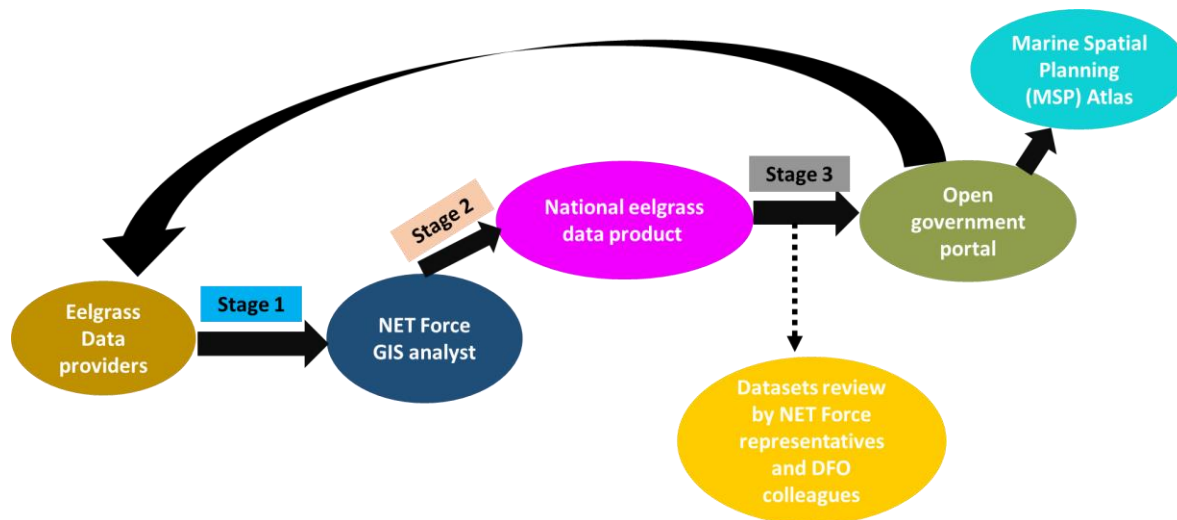 Marine Spatial
Planning
(MSP) Atlas
Stage 3
Open
government
portal
National eelgrass
data product
Stage 2
Stage 1
Eelgrass
Data
providers
NET Force
GIS analyst
Datasets review
by NET Force
representatives
and DFO
colleagues